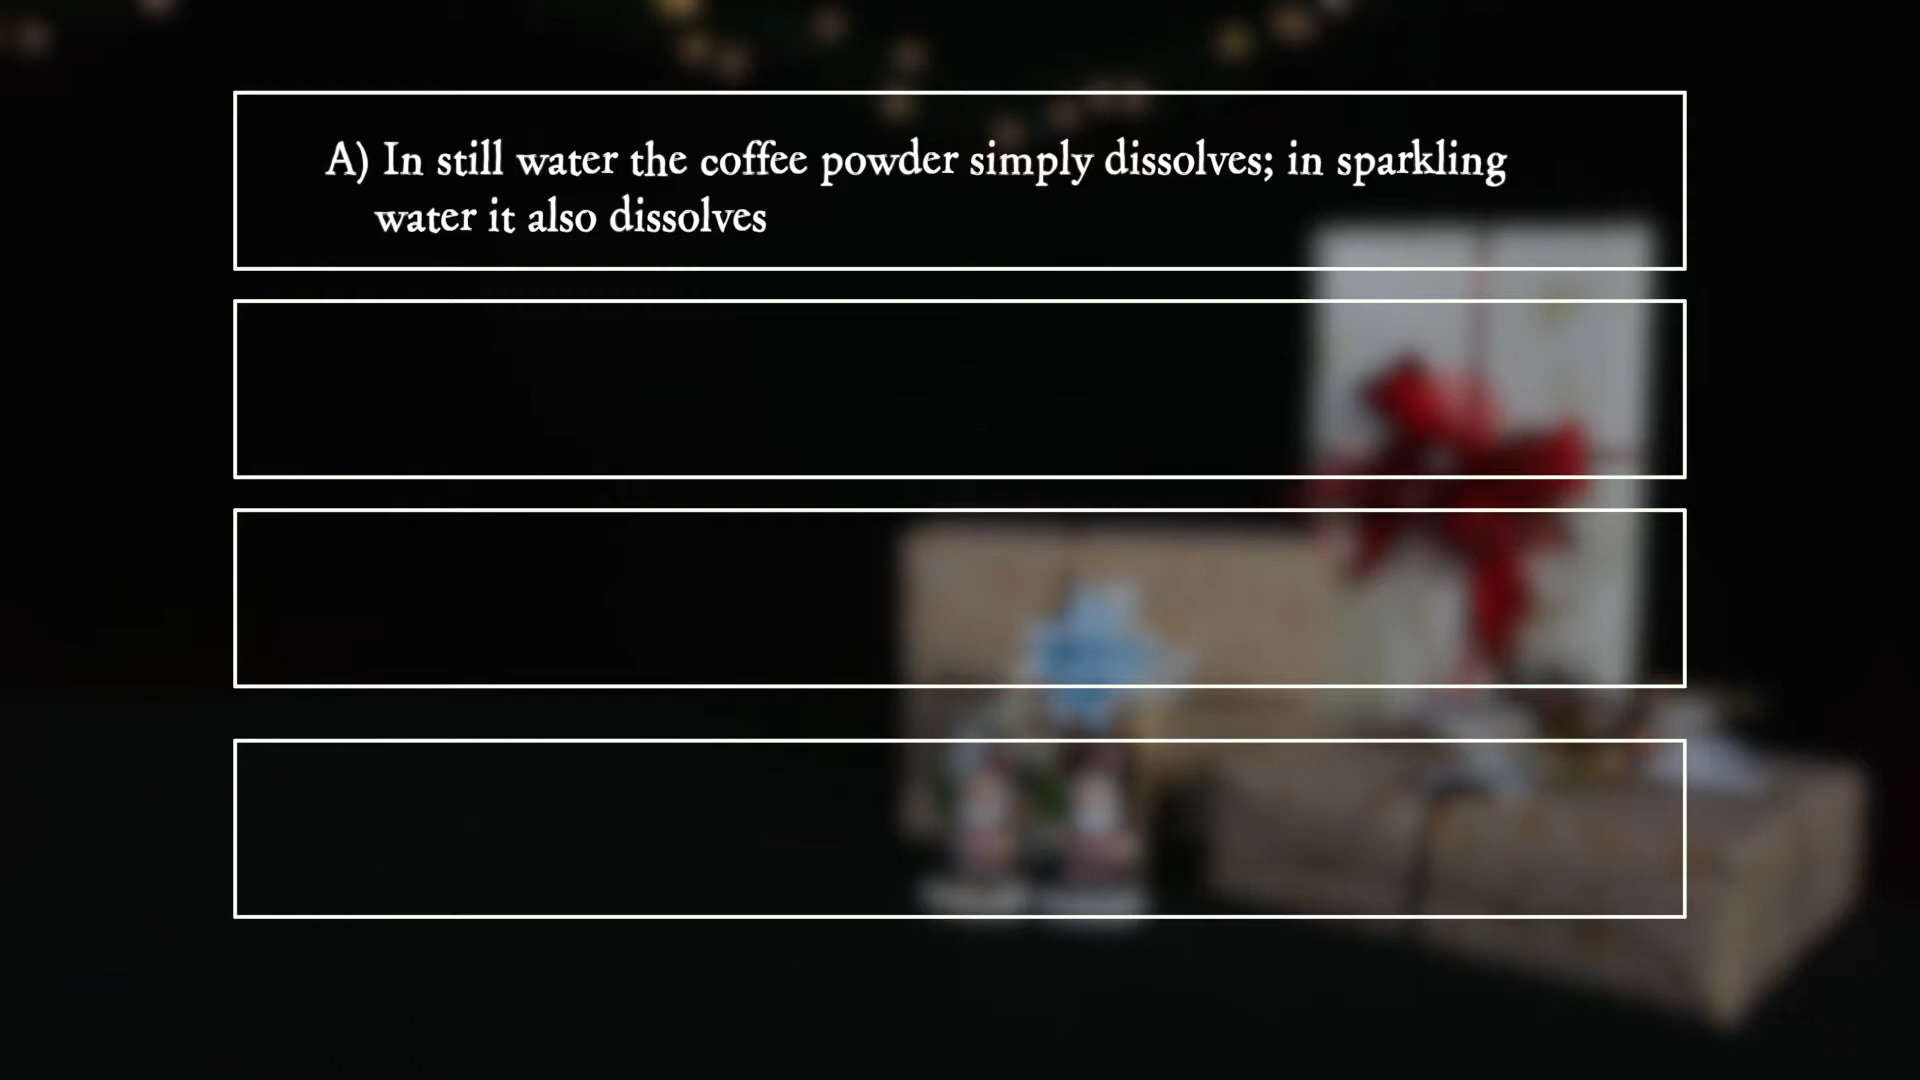 A) In still water the coffee powder simply dissolves; in sparkling
water it also dissolves